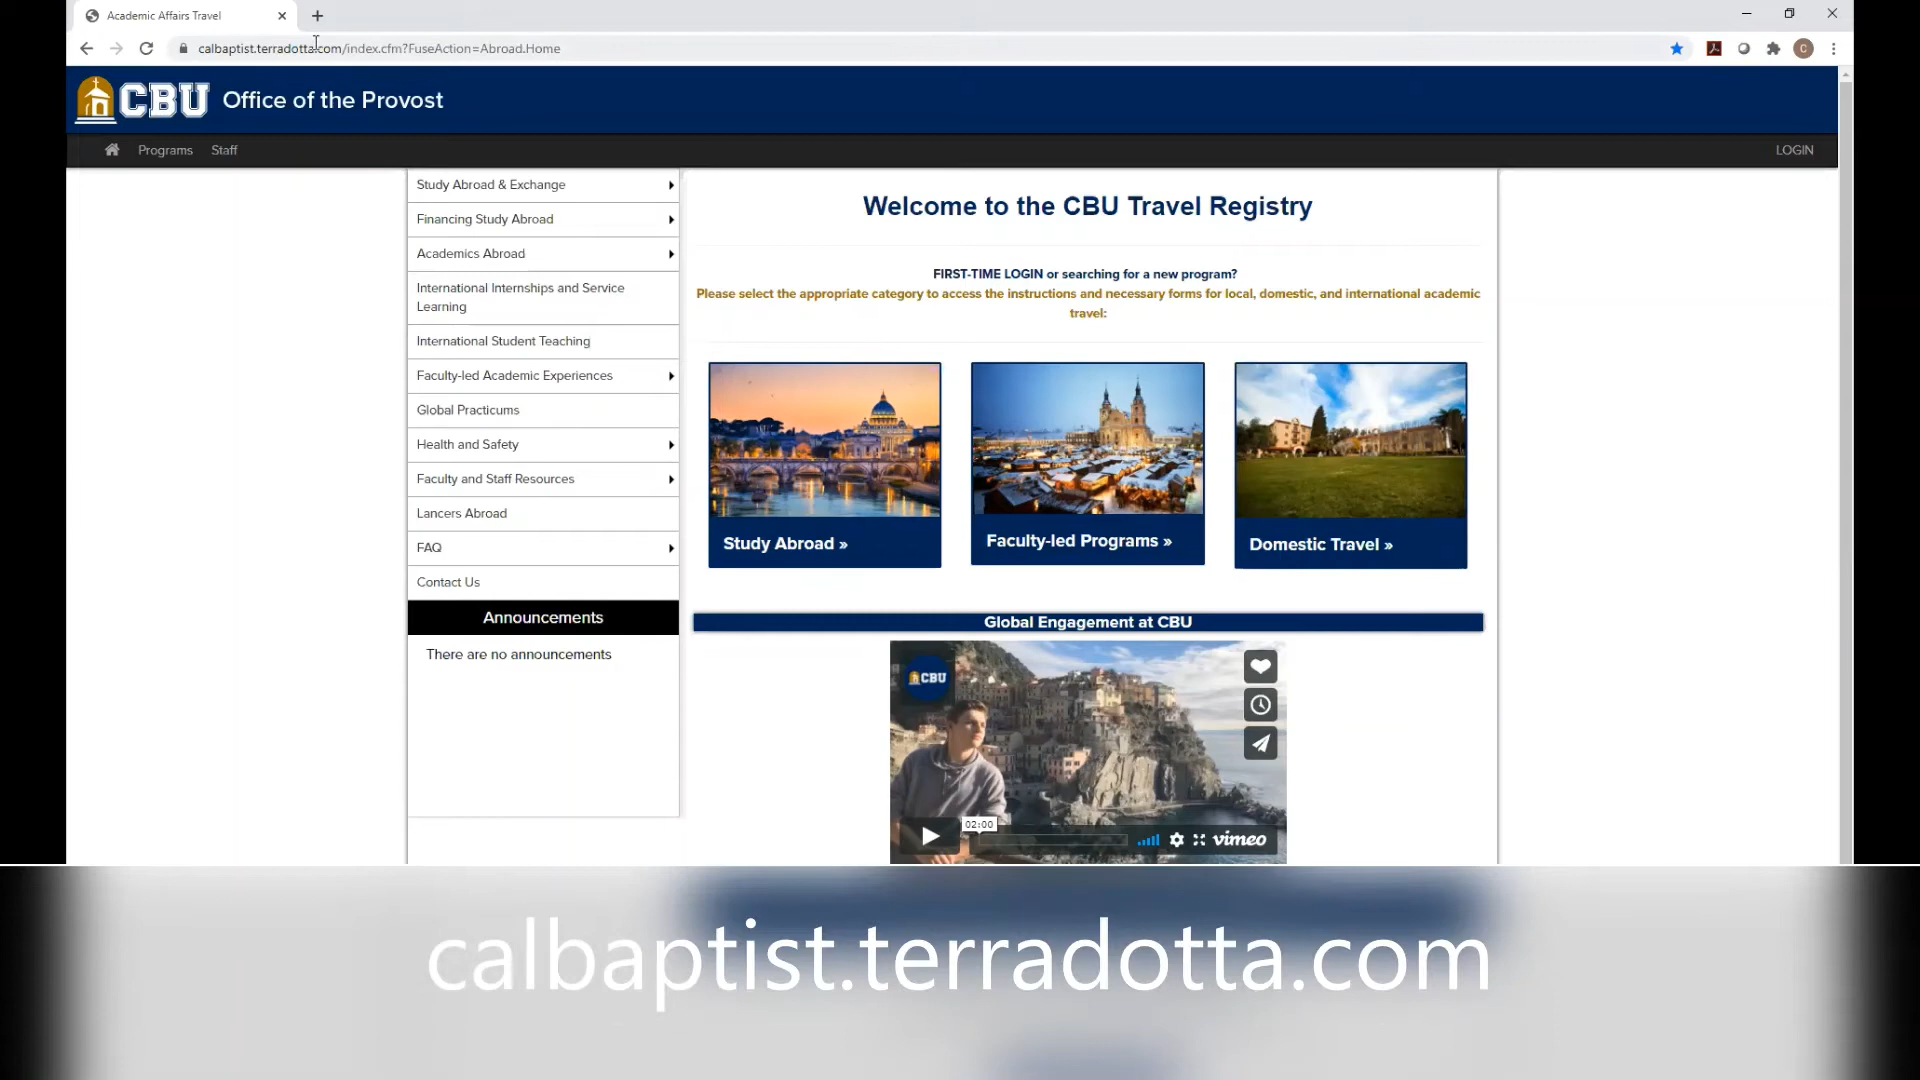 Academic Affairs Travel
calbaptist.terradotta.com/index.cfm?FuseAction=Abroad.Home
C
CBU Office of the Provost
Programs Staff LOGIN
Study Abroad & Exchange
Financing Study Abroad
Academics Abroad
International Internships and Service
Learning
International Student Teaching
Faculty-led Academic Experiences
Global Practicums
Health and Safety
Faculty and Staff Resources
Lancers Abroad
FAQ
Contact Us
Announcements
There are no announcements
Welcome to the CBU Travel Registry
FIRST-TIME LOGIN or searching for a new program?
Please select the appropriate category to access the instructions and necessary forms for local, domestic, and international academic
travel:
Study Abroad »
Faculty-led Programs »
Domestic Travel »
Global Engagement at CBU
CBU
02:00
vimeo
calbaptist.terradotta.com